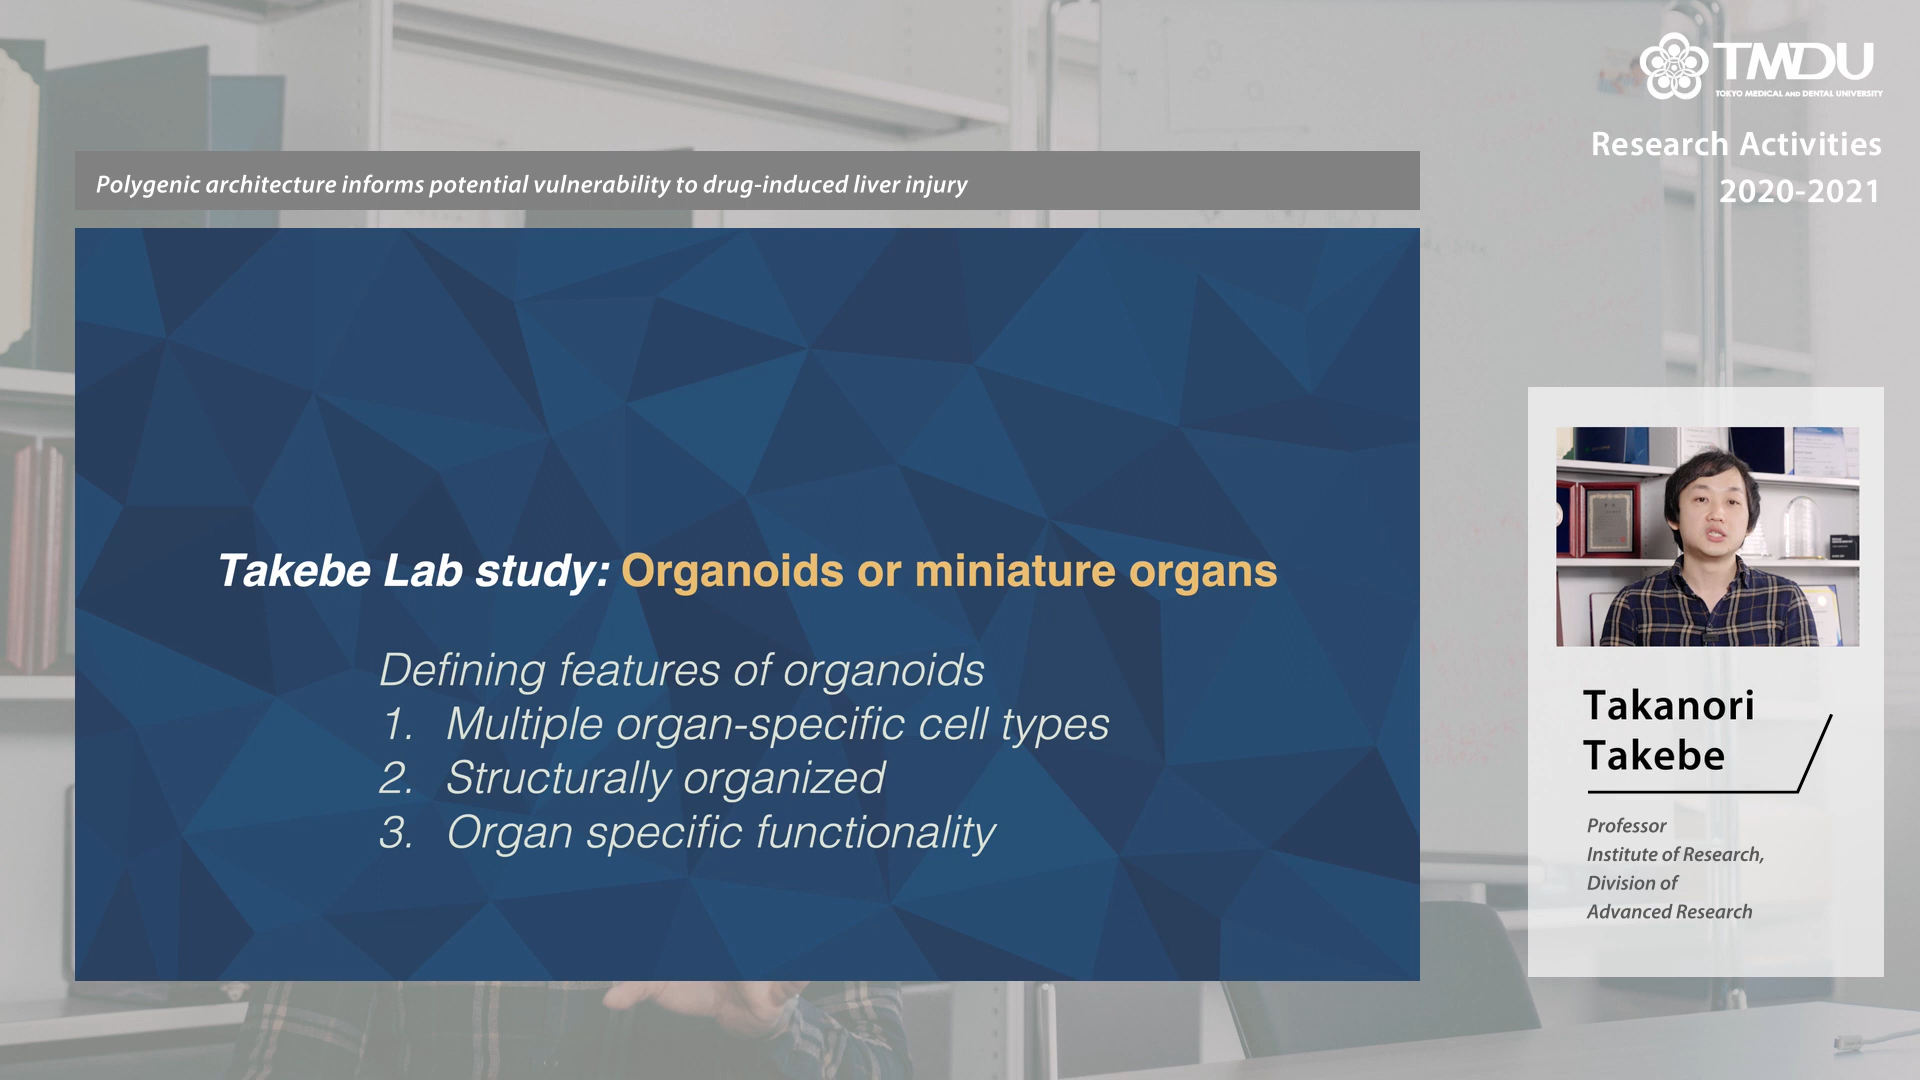 TMDU
TOKYO MEDICAL AND DENTAL UNIVERSITY
Research Activities
2020-2021
Polygenic architecture informs potential vulnerability to drug-induced liver injury
Takebe Lab study: Organoids or miniature organs
Defining features of organoids
1. Multiple organ-specific cell types
2. Structurally organized
3. Organ specific functionality
Takanori
Takebe
Professor
Institute of Research,
Division of
Advanced Research